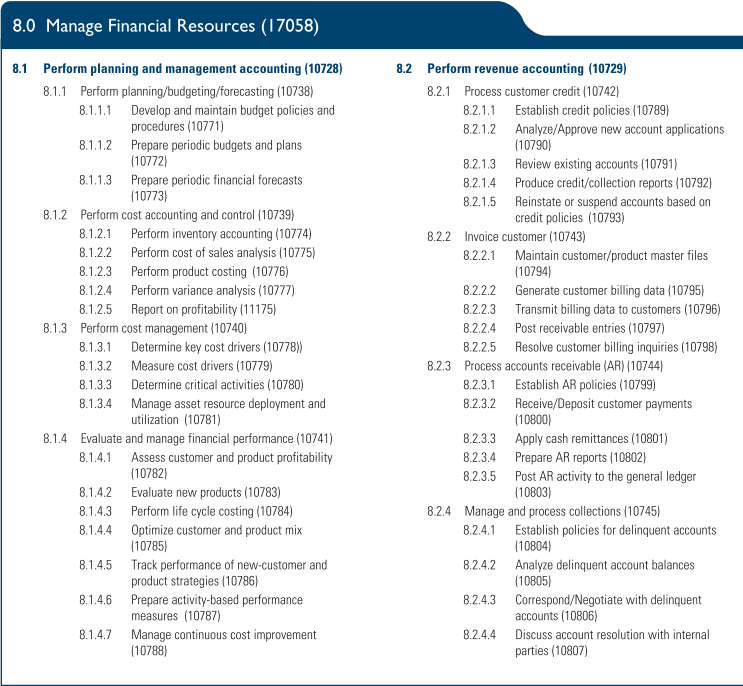 8.0 Manage Financial Resources (17058)
8.1 Perform planning and management accounting (10728)
8.1.1 Perform planning/budgeting/forecasting (10738)
8.1.1.1 Develop and maintain budget policies and
procedures (10771)
8.1.1.2 Prepare periodic budgets and plans
(10772)
8.1.1.3 Prepare periodic financial forecasts
(10773)
8.1.2 Perform cost accounting and control (10739)
8.1.2.1 Perform inventory accounting (10774)
8.1.2.2 Perform cost of sales analysis (10775)
8.1.2.3 Perform product costing (10776)
8.1.2.4 Perform variance analysis (10777)
8.1.2.5 Report on profitability (11175)
8.1.3 Perform cost management (10740)
8.1.3.1 Determine key cost drivers (10778))
8.1.3.2 Measure cost drivers (10779)
8.1.3.3 Determine critical activities (10780)
8.1.3.4 Manage asset resource deployment and
utilization (10781)
8.1.4 Evaluate and manage financial performance (10741)
8.1.4.1 Assess customer and product profitability
(10782)
8.1.4.2 Evaluate new products (10783)
8.1.4.3 Perform life cycle costing (10784)
8.1.4.4 Optimize customer and product mix
(10785)
8.1.4.5 Track performance of new-customer and
product strategies (10786)
8.1.4.6 Prepare activity-based performance
measures (10787)
8.1.4.7 Manage continuous cost improvement
(10788)
8.2 Perform revenue accounting (10729)
8.2.1 Process customer credit (10742)
8.2.1.1 Establish credit policies (10789)
8.2.1.2 Analyze/Approve new account applications
(10790)
8.2.1.3 Review existing accounts (10791)
8.2.1.4 Produce credit/collection reports (10792)
8.2.1.5 Reinstate or suspend accounts based on
credit policies (10793)
8.2.2 Invoice customer (10743)
8.2.2.1 Maintain customer/product master files
(10794)
8.2.2.2 Generate customer billing data (10795)
8.2.2.3 Transmit billing data to customers (10796)
8.2.2.4 Post receivable entries (10797)
8.2.2.5 Resolve customer billing inquiries (10798)
8.2.3 Process accounts receivable (AR) (10744)
8.2.3.1 Establish AR policies (10799)
8.2.3.2 Receive/Deposit customer payments
(10800)
8.2.3.3 Apply cash remittances (10801)
8.2.3.4 Prepare AR reports (10802)
8.2.3.5 Post AR activity to the general ledger
(10803)
8.2.4 Manage and process collections (10745)
8.2.4.1 Establish policies for delinquent accounts
(10804)
8.2.4.2 Analyze delinquent account balances
(10805)
8.2.4.3 Correspond/Negotiate with delinquent
accounts (10806)
8.2.4.4 Discuss account resolution with internal
parties (10807)